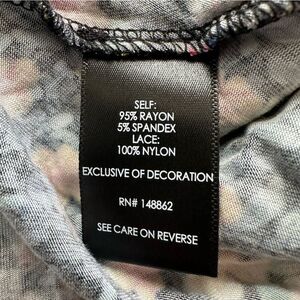 SELF:
95% RAYON
5% SPANDEX
LACE:
100% NYLON
EXCLUSIVE OF DECORATION
RN# 148862
SEE CARE ON REVERSE